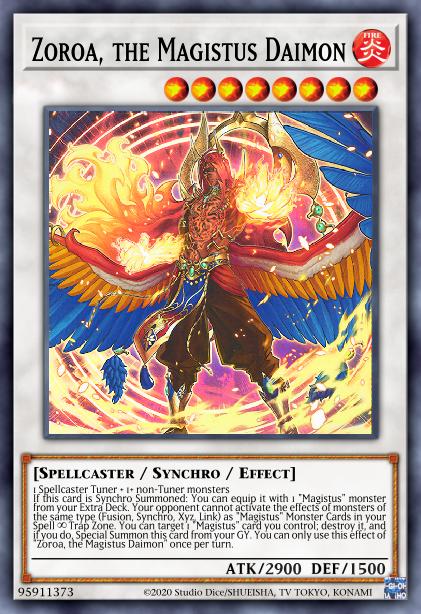 ZOROA, THE MAGISTUS DAIMON
FIRE
炎
[SPELLCASTER / SYNCHRO / EFFECT]
1 Spellcaster Tuner + 1+ non-Tuner monsters
If this card is Synchro Summoned: You can equip it with 1 "Magistus" monster
from your Extra Deck. Your opponent cannot activate the effects of monsters of
the same type (Fusion, Synchro, Xyz, Link) as "Magistus" Monster Cards in your
Spell & Trap Zone. You can target 1 "Magistus" card you control; destroy it, and
if you do, Special Summon this card from your GY. You can only use this effect of
"Zoroa, the Magistus Daimon" once per turn.
ATK/2900 DEF/1500
95911373
©2020 Studio Dice/SHUEISHA, TV TOKYO, KONAMI